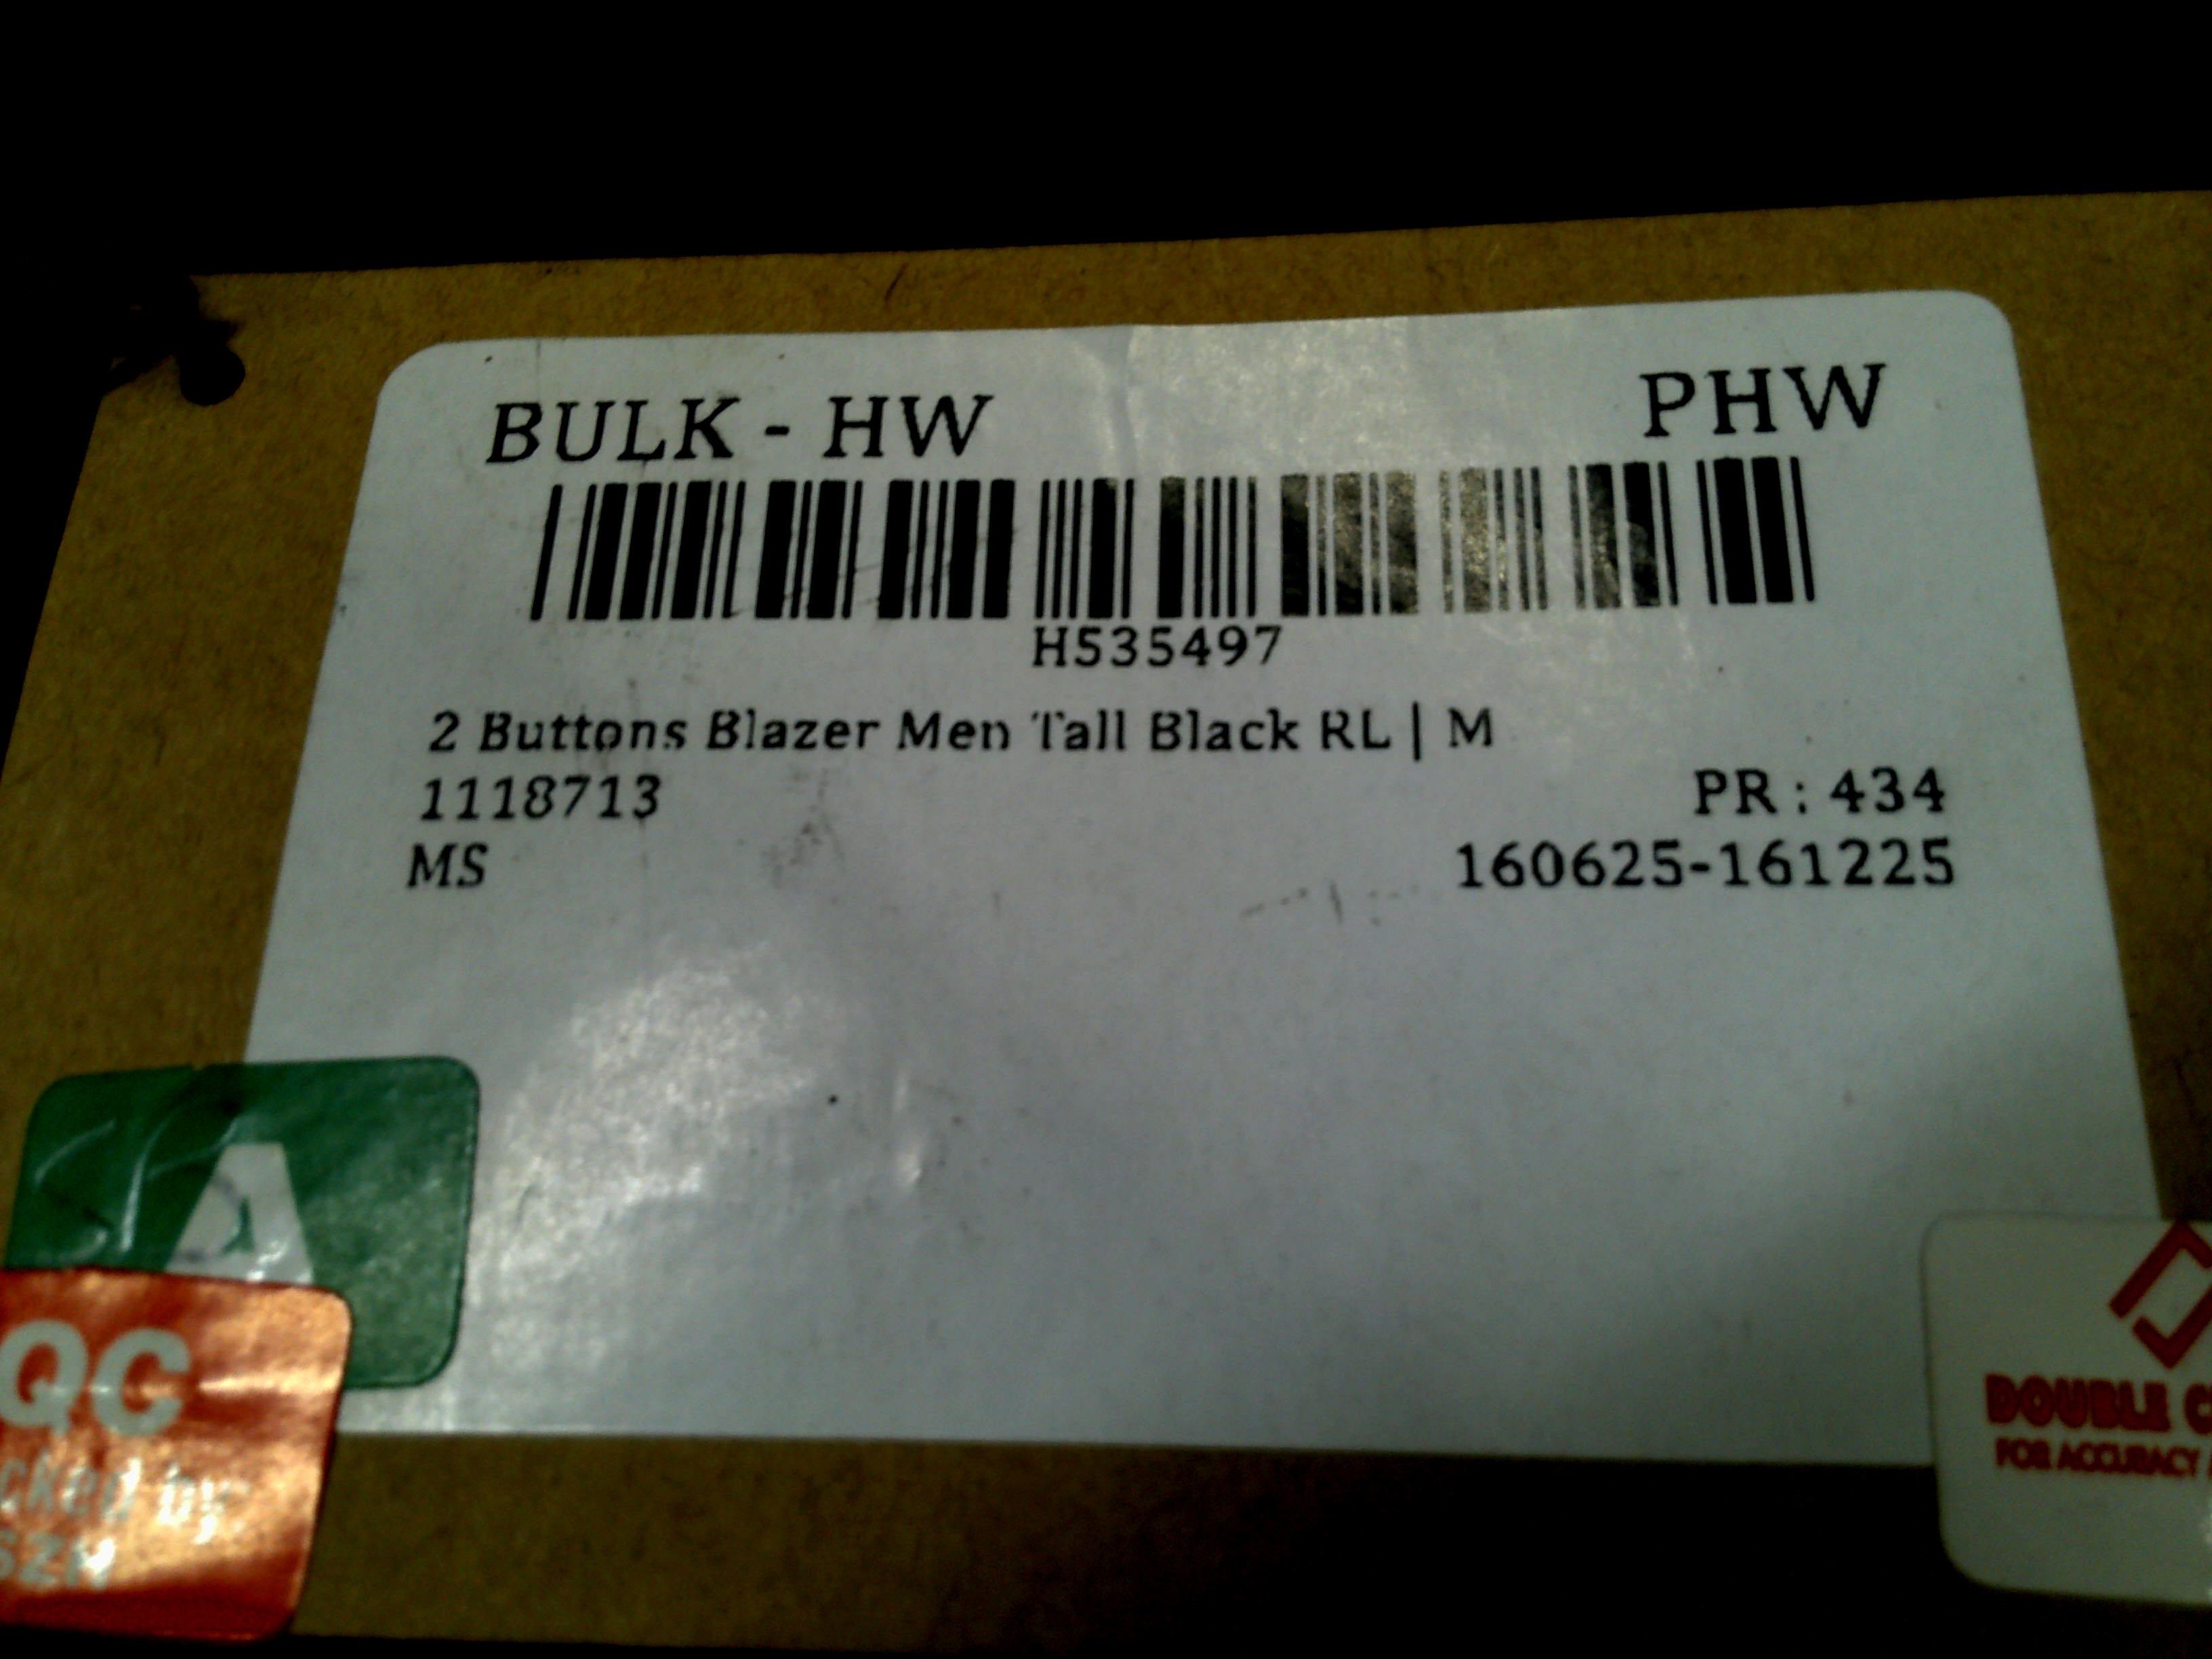 BULK - HW PHW
H535497
2 Buttons Blazer Men Tall Black RL | M
1118713 PR : 434
MS 160625-161225
A
QC
by:
DOUBLE
FOR ACCURACY